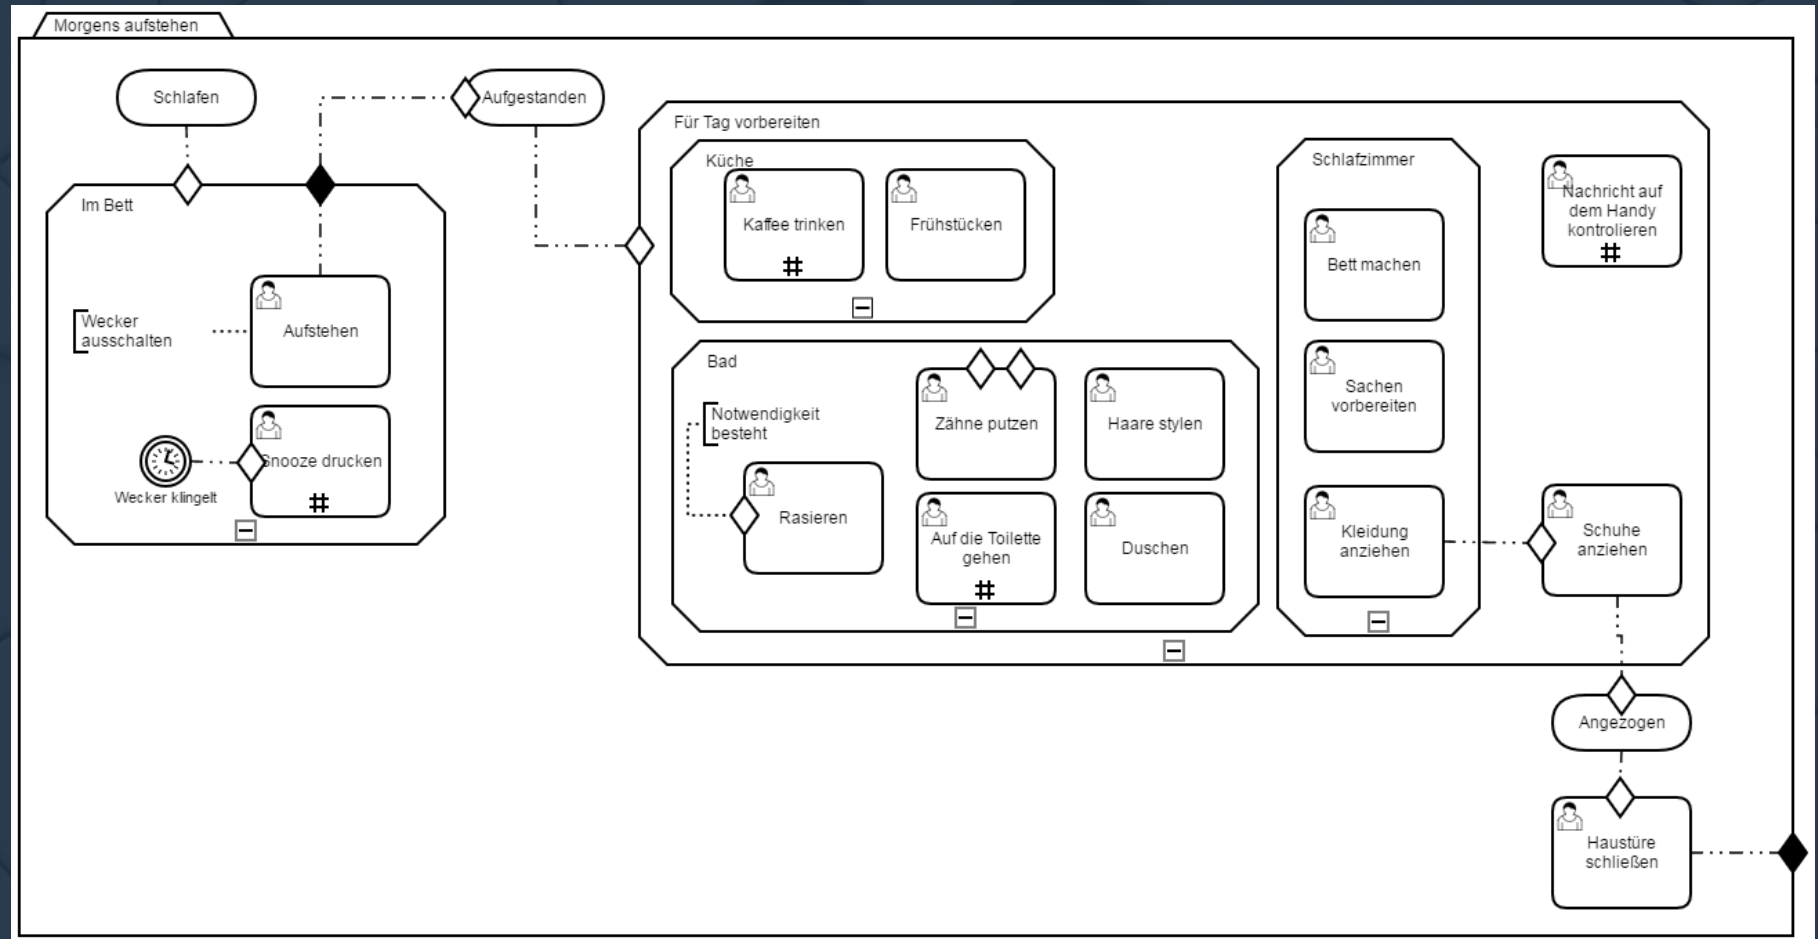 Morgens aufstehen
Schlafen
Aufgestanden
Im Bett
Wecker
ausschalten
Aufstehen
Snooze drucken
Wecker klingelt
Für Tag vorbereiten
Küche
Kaffee trinken
Frühstücken
Bad
Notwendigkeit
besteht
Rasieren
Zähne putzen
Haare stylen
Auf die Toilette
gehen
Duschen
Schlafzimmer
Bett machen
Sachen
vorbereiten
Kleidung
anziehen
Nachricht auf
dem Handy
kontrolieren
Schuhe
anziehen
Angezogen
Haustüre
schließen